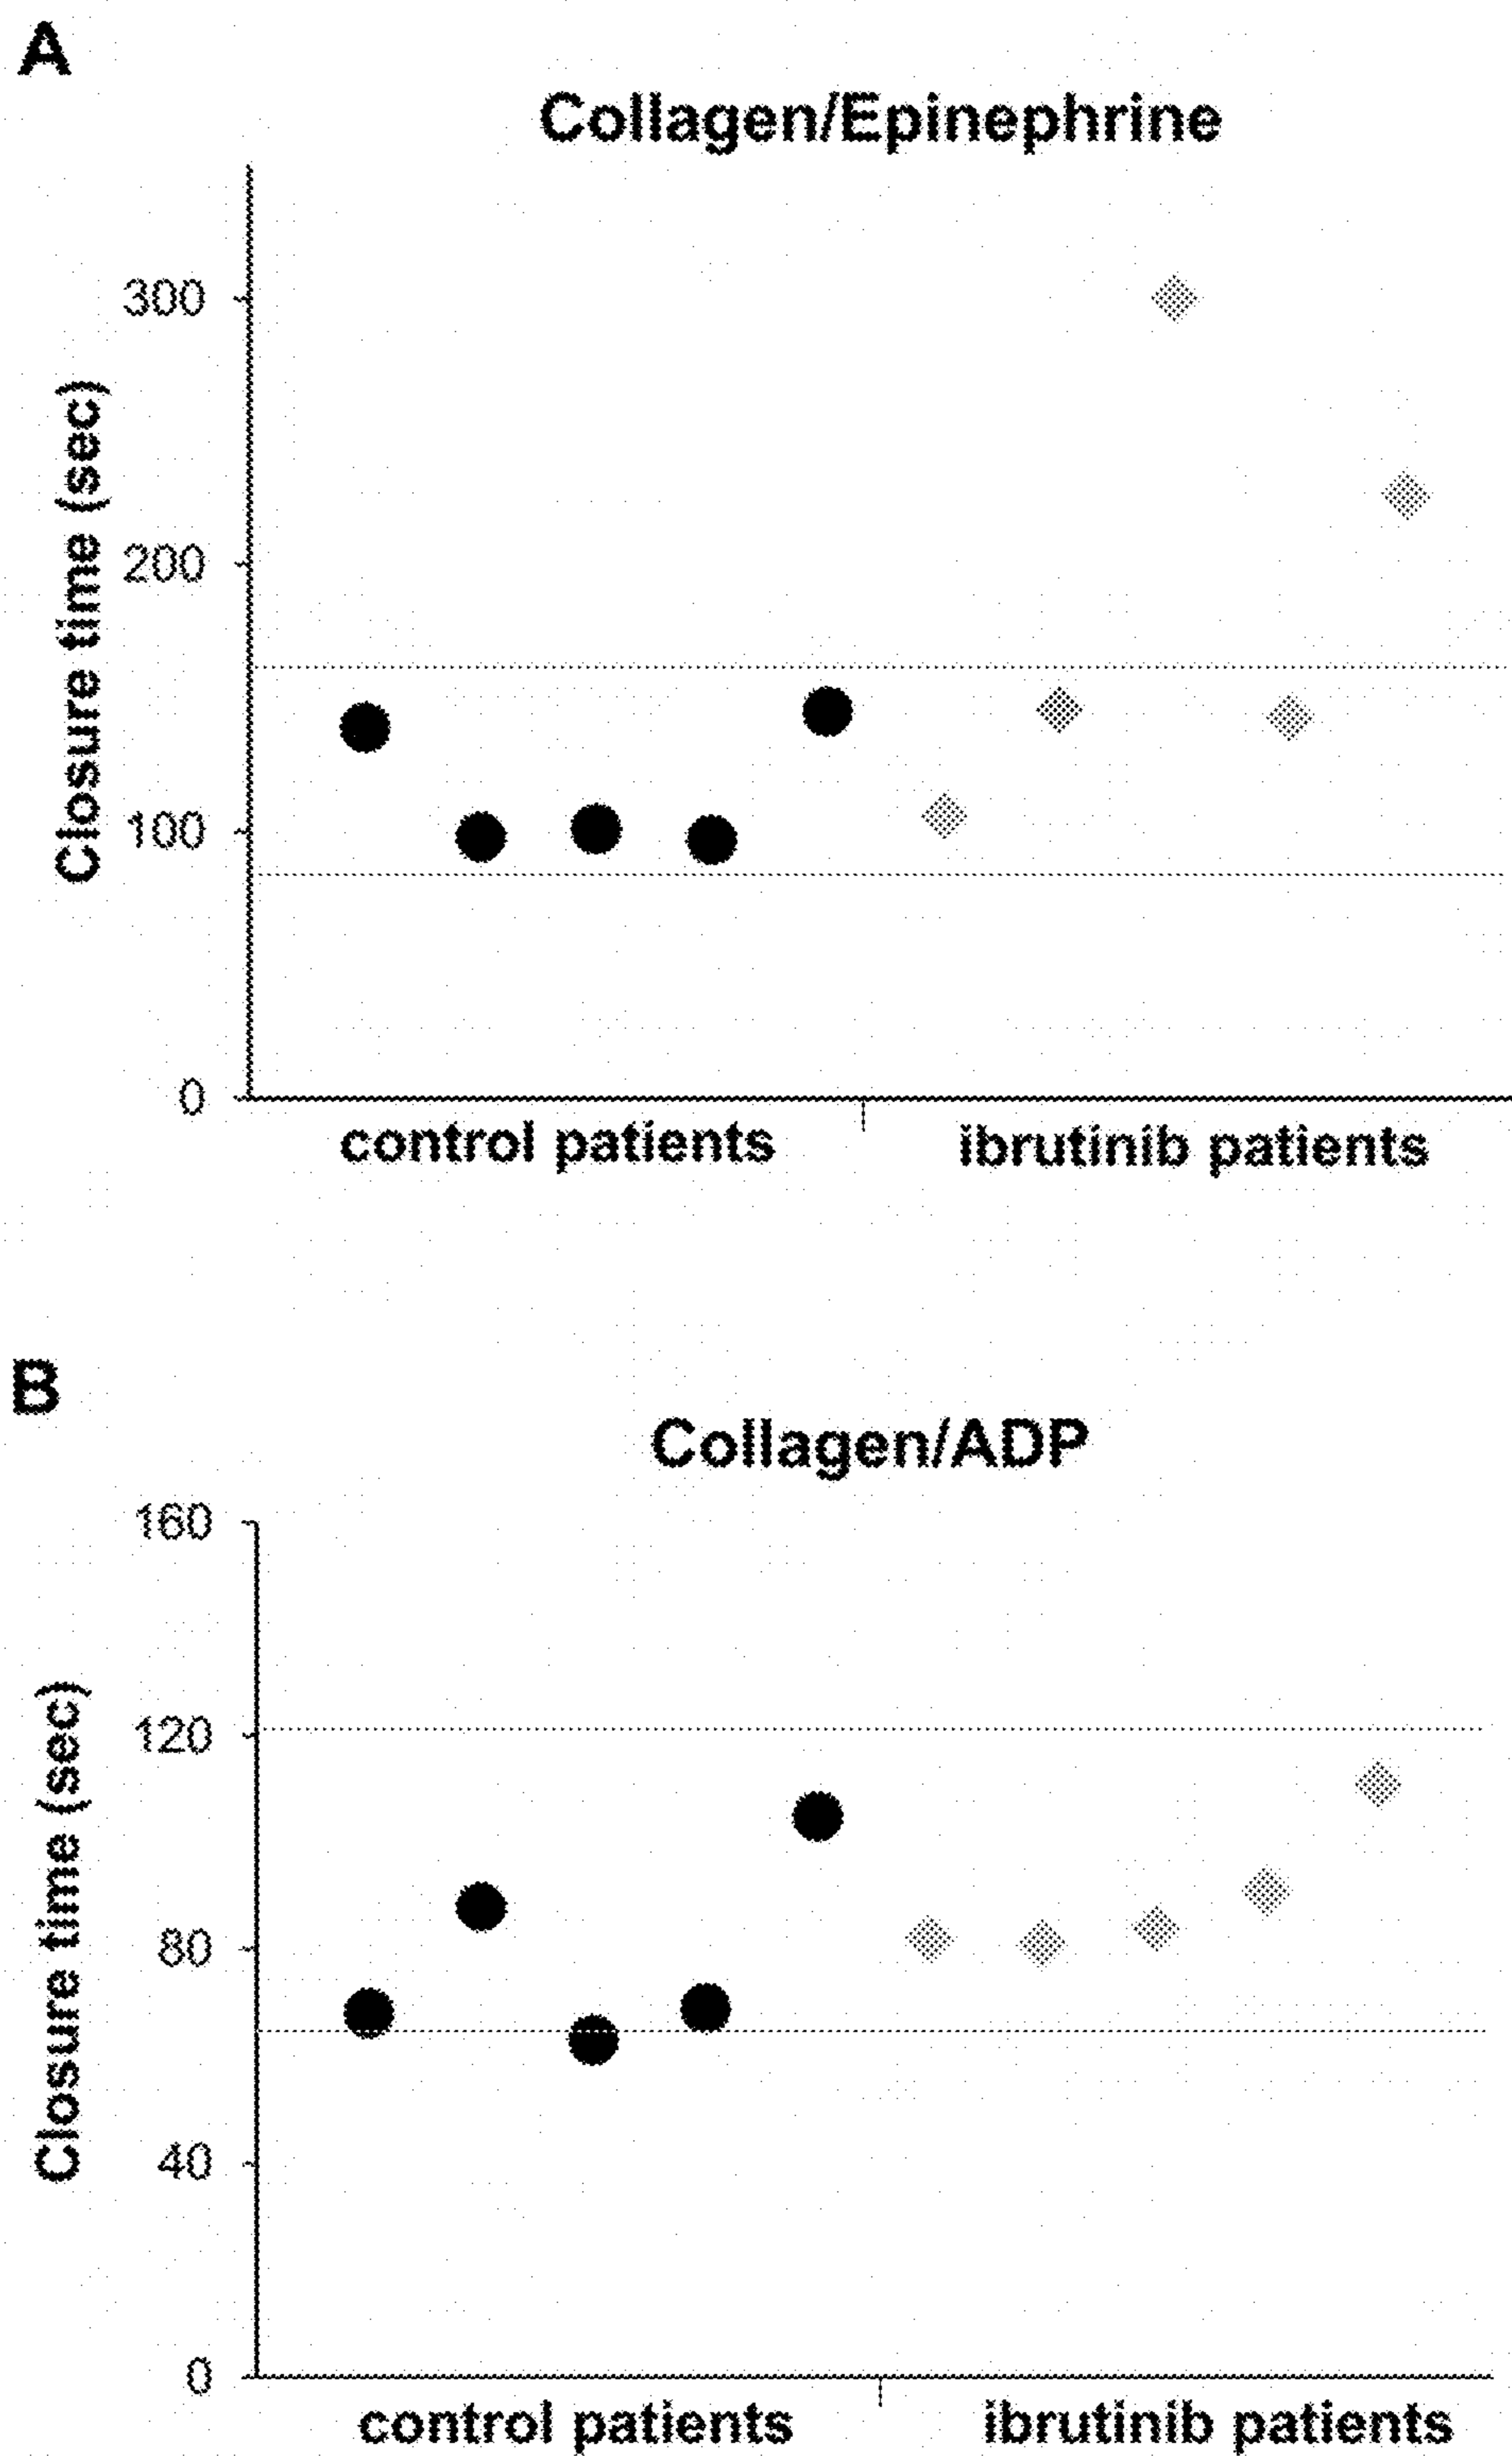 A
Collagen/Epinephrine
Closure time (sec)
300
200
100
0
control patients
ibrutinib patients
B
Collagen/ADP
Closure time (sec)
160
120
80
40
0
control patients
ibrutinib patients